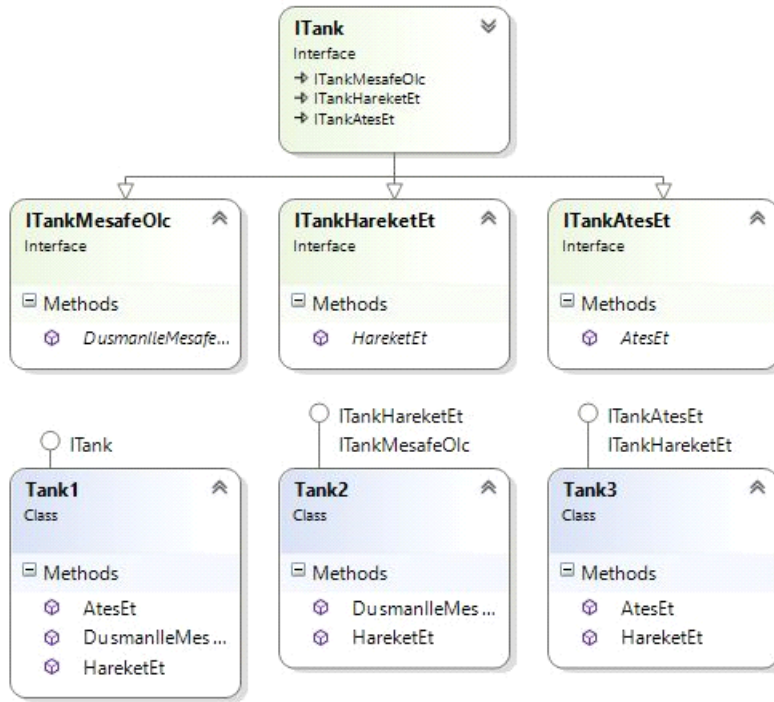 ITank
Interface
ITankMesafeOlc
ITankHareketEt
ITankAtesEt
ITankMesafeOlc
Interface
Methods
DusmanIleMesafe...
ITankHareketEt
Interface
Methods
HareketEt
ITankAtesEt
Interface
Methods
AtesEt
ITank
Tank1
Class
Methods
AtesEt
DusmanIleMes ...
HareketEt
ITankHareketEt
ITankMesafeOlc
Tank2
Class
Methods
DusmanIleMes ...
HareketEt
ITankAtesEt
ITankHareketEt
Tank3
Class
Methods
AtesEt
HareketEt